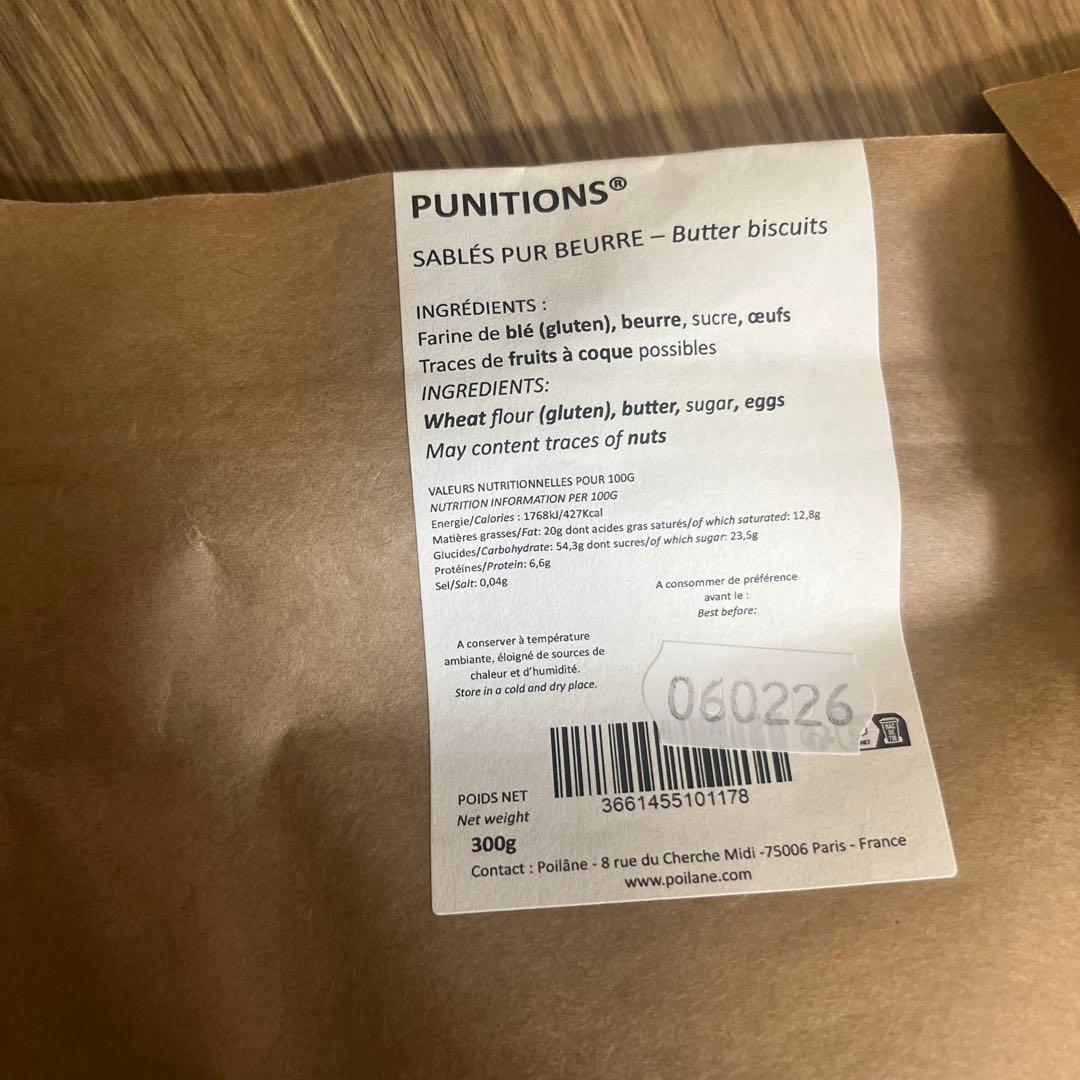 PUNITIONS®
SABLÉS PUR BEURRE – Butter biscuits
INGRÉDIENTS :
Farine de blé (gluten), beurre, sucre, œufs
Traces de fruits à coque possibles
INGREDIENTS:
Wheat flour (gluten), butter, sugar, eggs
May content traces of nuts
VALEURS NUTRITIONNELLES POUR 100G
NUTRITION INFORMATION PER 100G
Energie/Calories : 1768kJ/427Kcal
Matières grasses/Fat: 20g dont acides gras saturés/of which saturated: 12,8g
Glucides/Carbohydrate: 54,3g dont sucres/of which sugar: 23,5g
Protéines/Protein: 6,6g
Sel/Salt: 0,04g
A consommer de préférence
avant le :
Best before:
060226
A conserver à température
ambiante, éloigné de sources de
chaleur et d'humidité.
Store in a cold and dry place.
BAC
DE
TRI
3661455101178
POIDS NET
Net weight
300g
Contact : Poilâne - 8 rue du Cherche Midi -75006 Paris - France
www.poilane.com